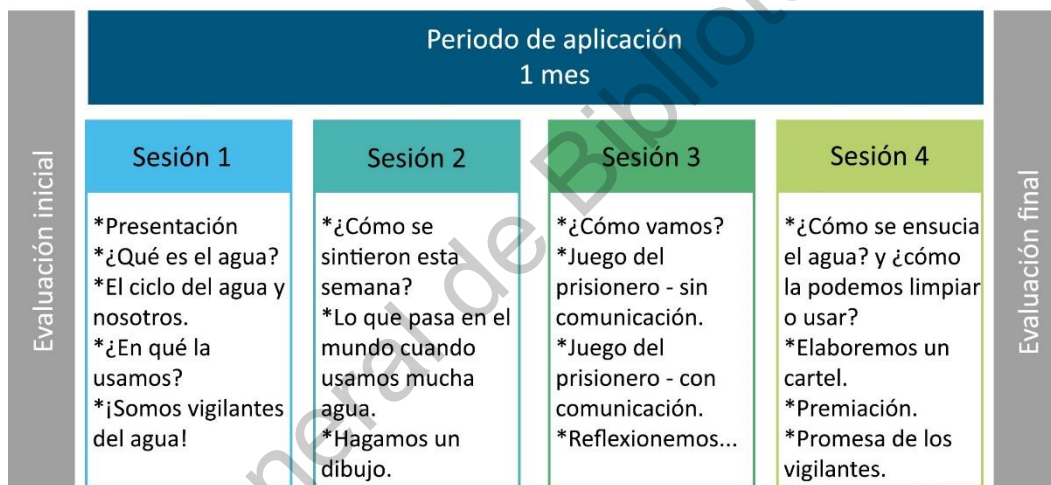 Evaluación inicial
Periodo de aplicación
1 mes
Sesión 1
*Presentación
*¿Qué es el agua?
*El ciclo del agua y
nosotros.
*¿En qué la
usamos?
*¡Somos vigilantes
del agua!
Sesión 2
*¿Cómo se
sintieron esta
semana?
*Lo que pasa en el
mundo cuando
usamos mucha
agua.
*Hagamos un
dibujo.
Sesión 3
*¿Cómo vamos?
*Juego del
prisionero - sin
comunicación.
*Juego del
prisionero - con
comunicación.
*Reflexionemos...
Sesión 4
*¿Cómo se ensucia
el agua? y ¿cómo
la podemos limpiar
o usar?
*Elaboremos un
cartel.
*Premiación.
*Promesa de los
vigilantes.
Evaluación final
neral de Bibliot